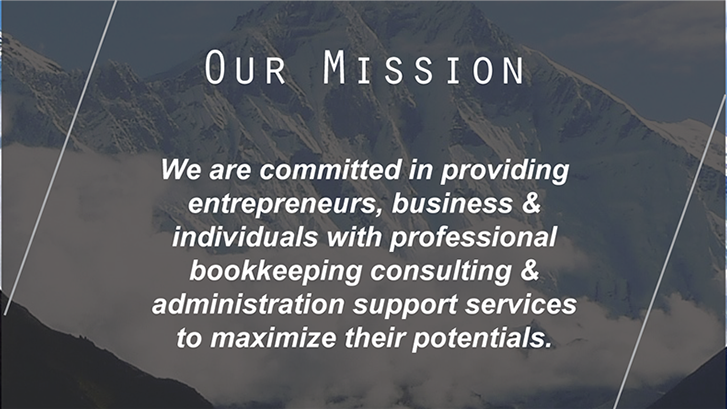 Our Mission
We are committed in providing
entrepreneurs, business &
individuals with professional
bookkeeping consulting &
administration support services
to maximize their potentials.